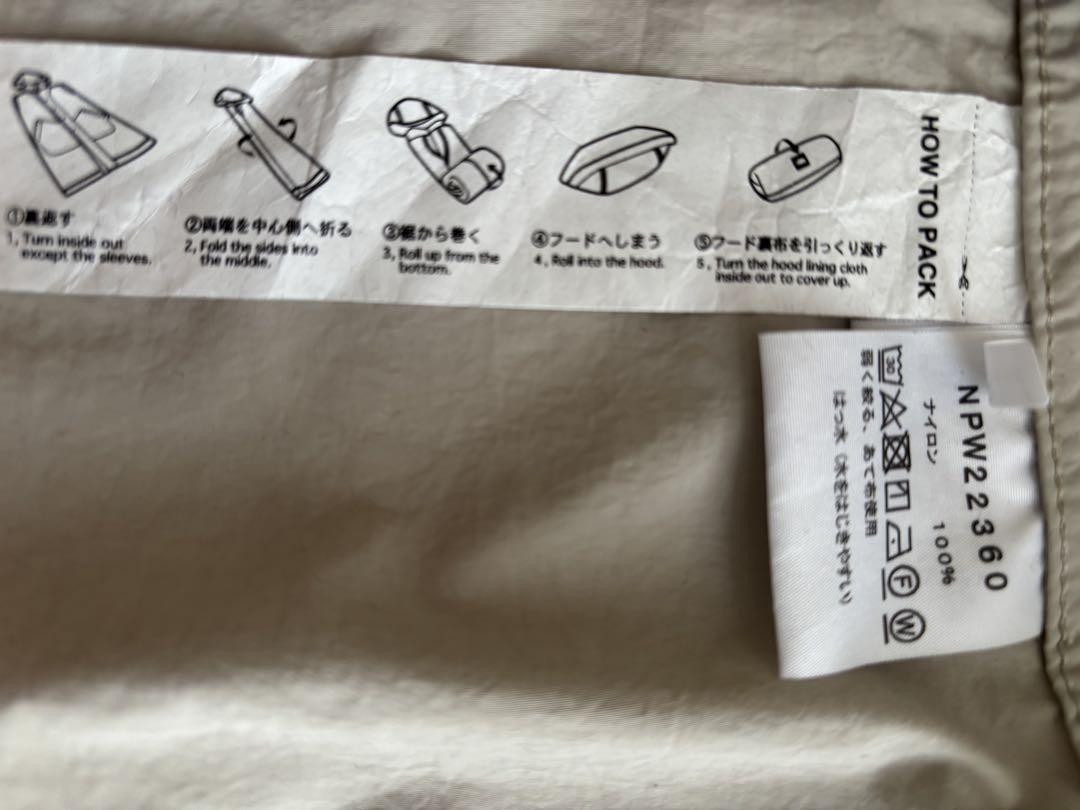 HOW TO PACK
①裏返す
1, Turn inside out
except the sleeves.
②両端を中心側へ折る
2, Fold the sides into
the middle.
③裾から巻く
3, Roll up from the
bottom.
④フードへしまう
4, Roll into the hood.
⑤フード裏布を引っくり返す
5, Turn the hood lining cloth
inside out to cover up.
NPW22360
ナイロン 100%
30
F
W
弱く絞る、あて布使用
はっ水（水をはじきやすい）